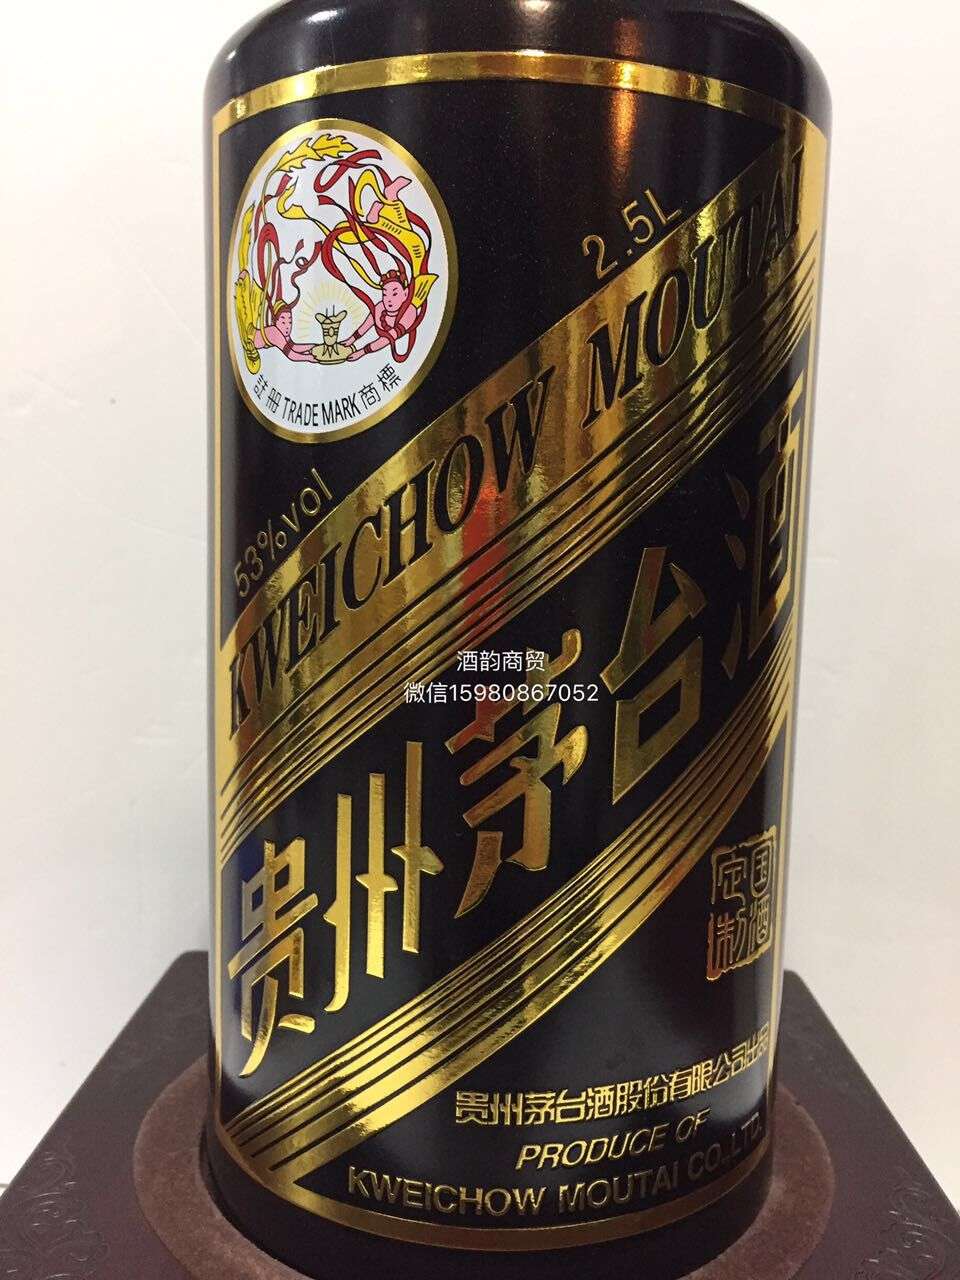 註册 TRADE MARK 商標
2.5L
53%vol
KWEICHOW MOUTAI
酒韵商贸
微信15980867052
贵州茅台酒
国酒
定制
贵州茅台酒股份有限公司出品
PRODUCE OF
KWEICHOW MOUTAI CO.,LTD.